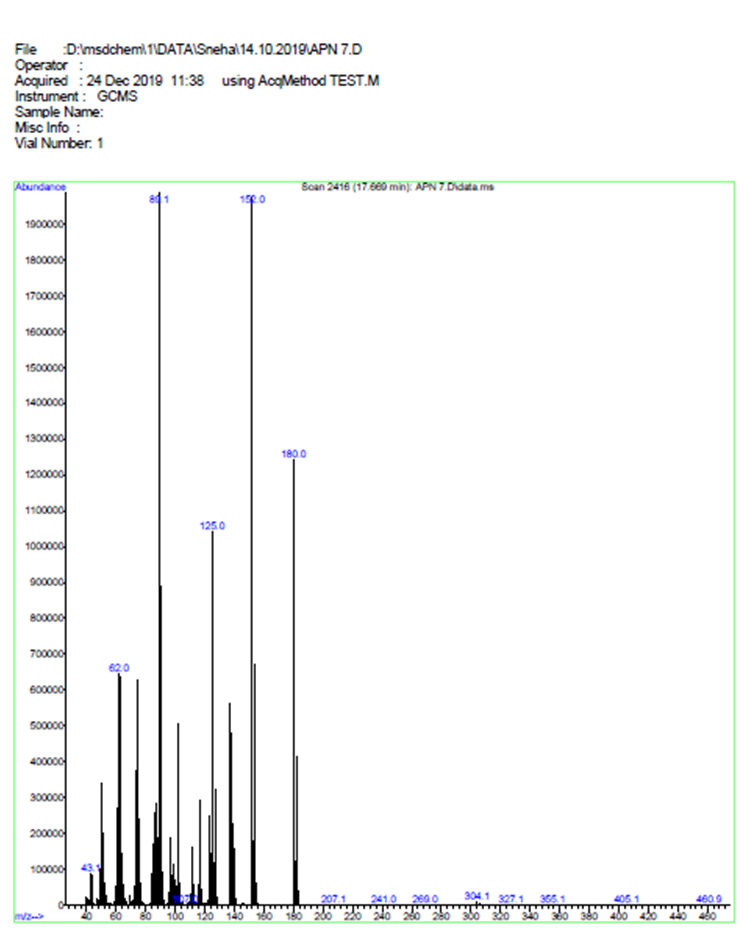 File :D:\msdchem\1\DATA\Sneha\14.10.2019\APN 7.D
Operator :
Acquired : 24 Dec 2019 11:38 using AcqMethod TEST.M
Instrument : GCMS
Sample Name:
Misc Info :
Vial Number: 1
Abundance
Scan 2416 (17.669 min): APN 7.D\data.ms
89.1 152.0
1900000
1800000
1700000
1600000
1500000
1400000
1300000
180.0
1200000
1100000
125.0
1000000
900000
800000
700000
62.0
600000
500000
400000
300000
200000
100000
43.1
207.1 241.0 269.0 304.1 327.1 355.1 405.1 460.9
0
40 60 80 100 120 140 160 180 200 220 240 260 280 300 320 340 360 380 400 420 440 460
m/z-->